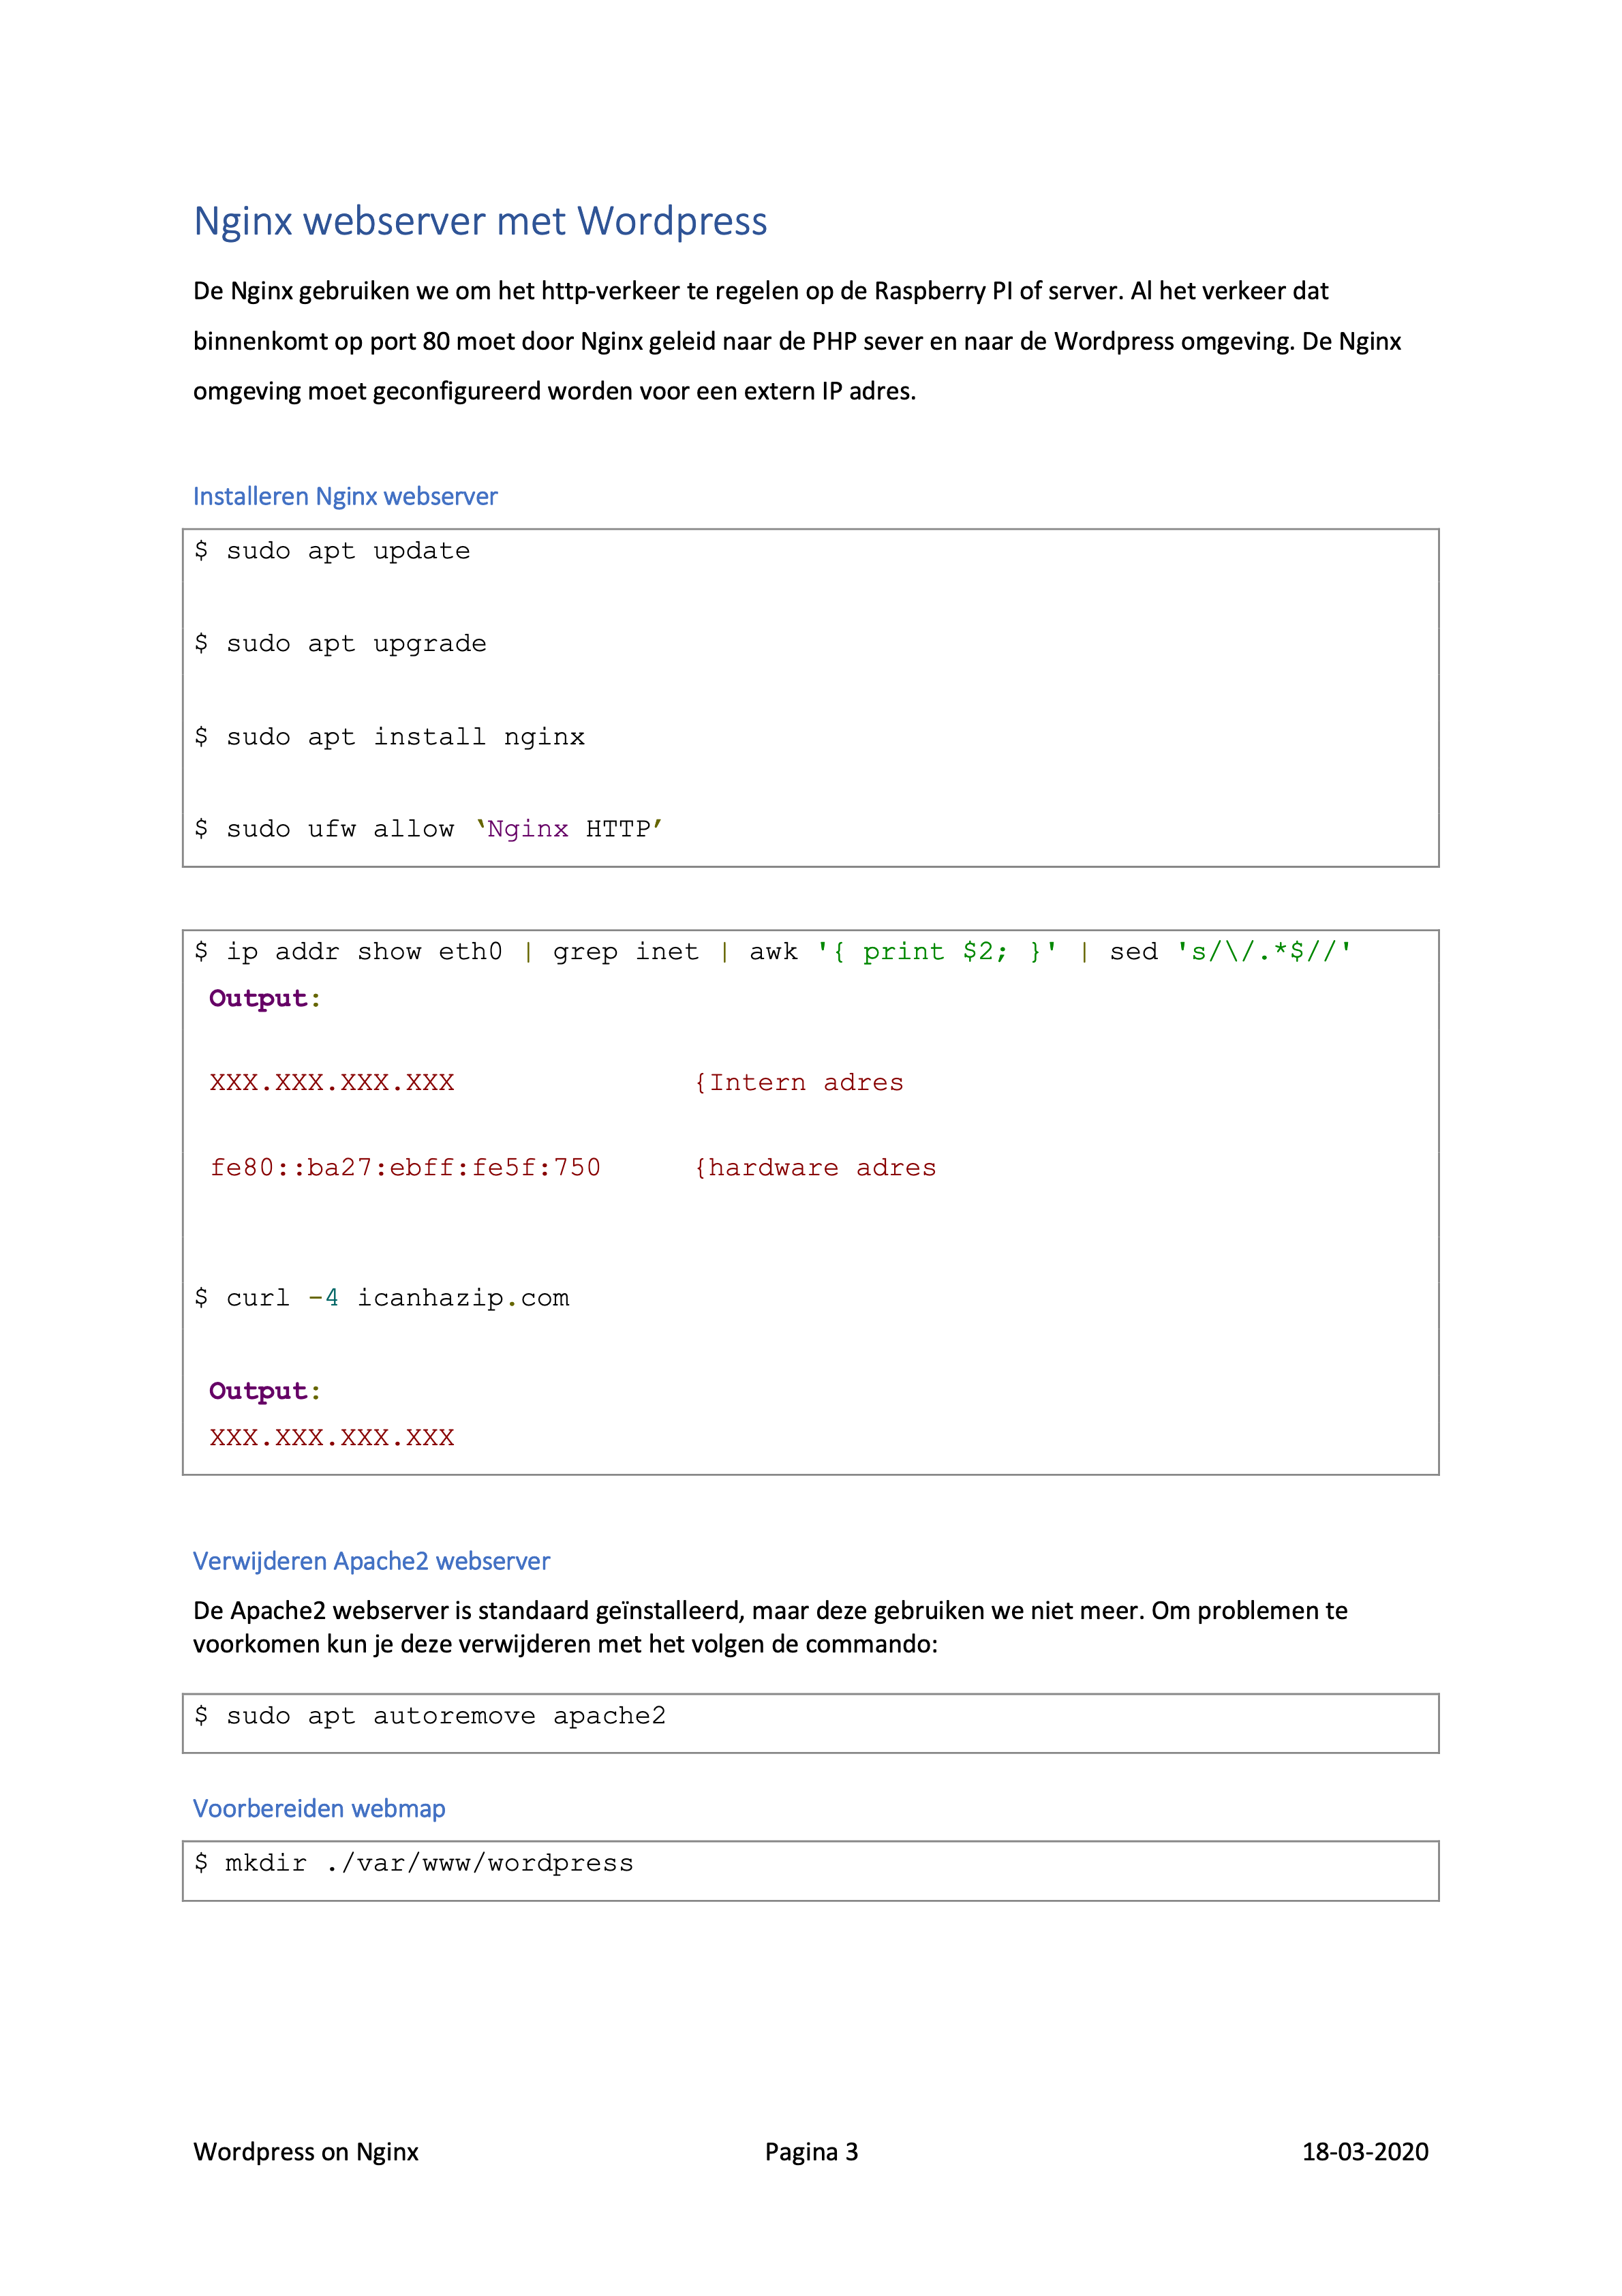 Nginx webserver met Wordpress
De Nginx gebruiken we om het http-verkeer te regelen op de Raspberry PI of server. Al het verkeer dat
binnenkomt op port 80 moet door Nginx geleid naar de PHP sever en naar de Wordpress omgeving. De Nginx
omgeving moet geconfigureerd worden voor een extern IP adres.
Installeren Nginx webserver
$ sudo apt update
$ sudo apt upgrade
$ sudo apt install nginx
$ sudo ufw allow ‛Nginx HTTP’
$ ip addr show eth0 | grep inet | awk '{ print $2; }' | sed 's/\/.*$//'
Output:
XXX.XXX.XXX.XXX {Intern adres
fe80::ba27:ebff:fe5f:750 {hardware adres
$ curl -4 icanhazip.com
Output:
XXX.XXX.XXX.XXX
Verwijderen Apache2 webserver
De Apache2 webserver is standaard geïnstalleerd, maar deze gebruiken we niet meer. Om problemen te
voorkomen kun je deze verwijderen met het volgen de commando:
$ sudo apt autoremove apache2
Voorbereiden webmap
$ mkdir ./var/www/wordpress
Wordpress on Nginx Pagina 3 18-03-2020